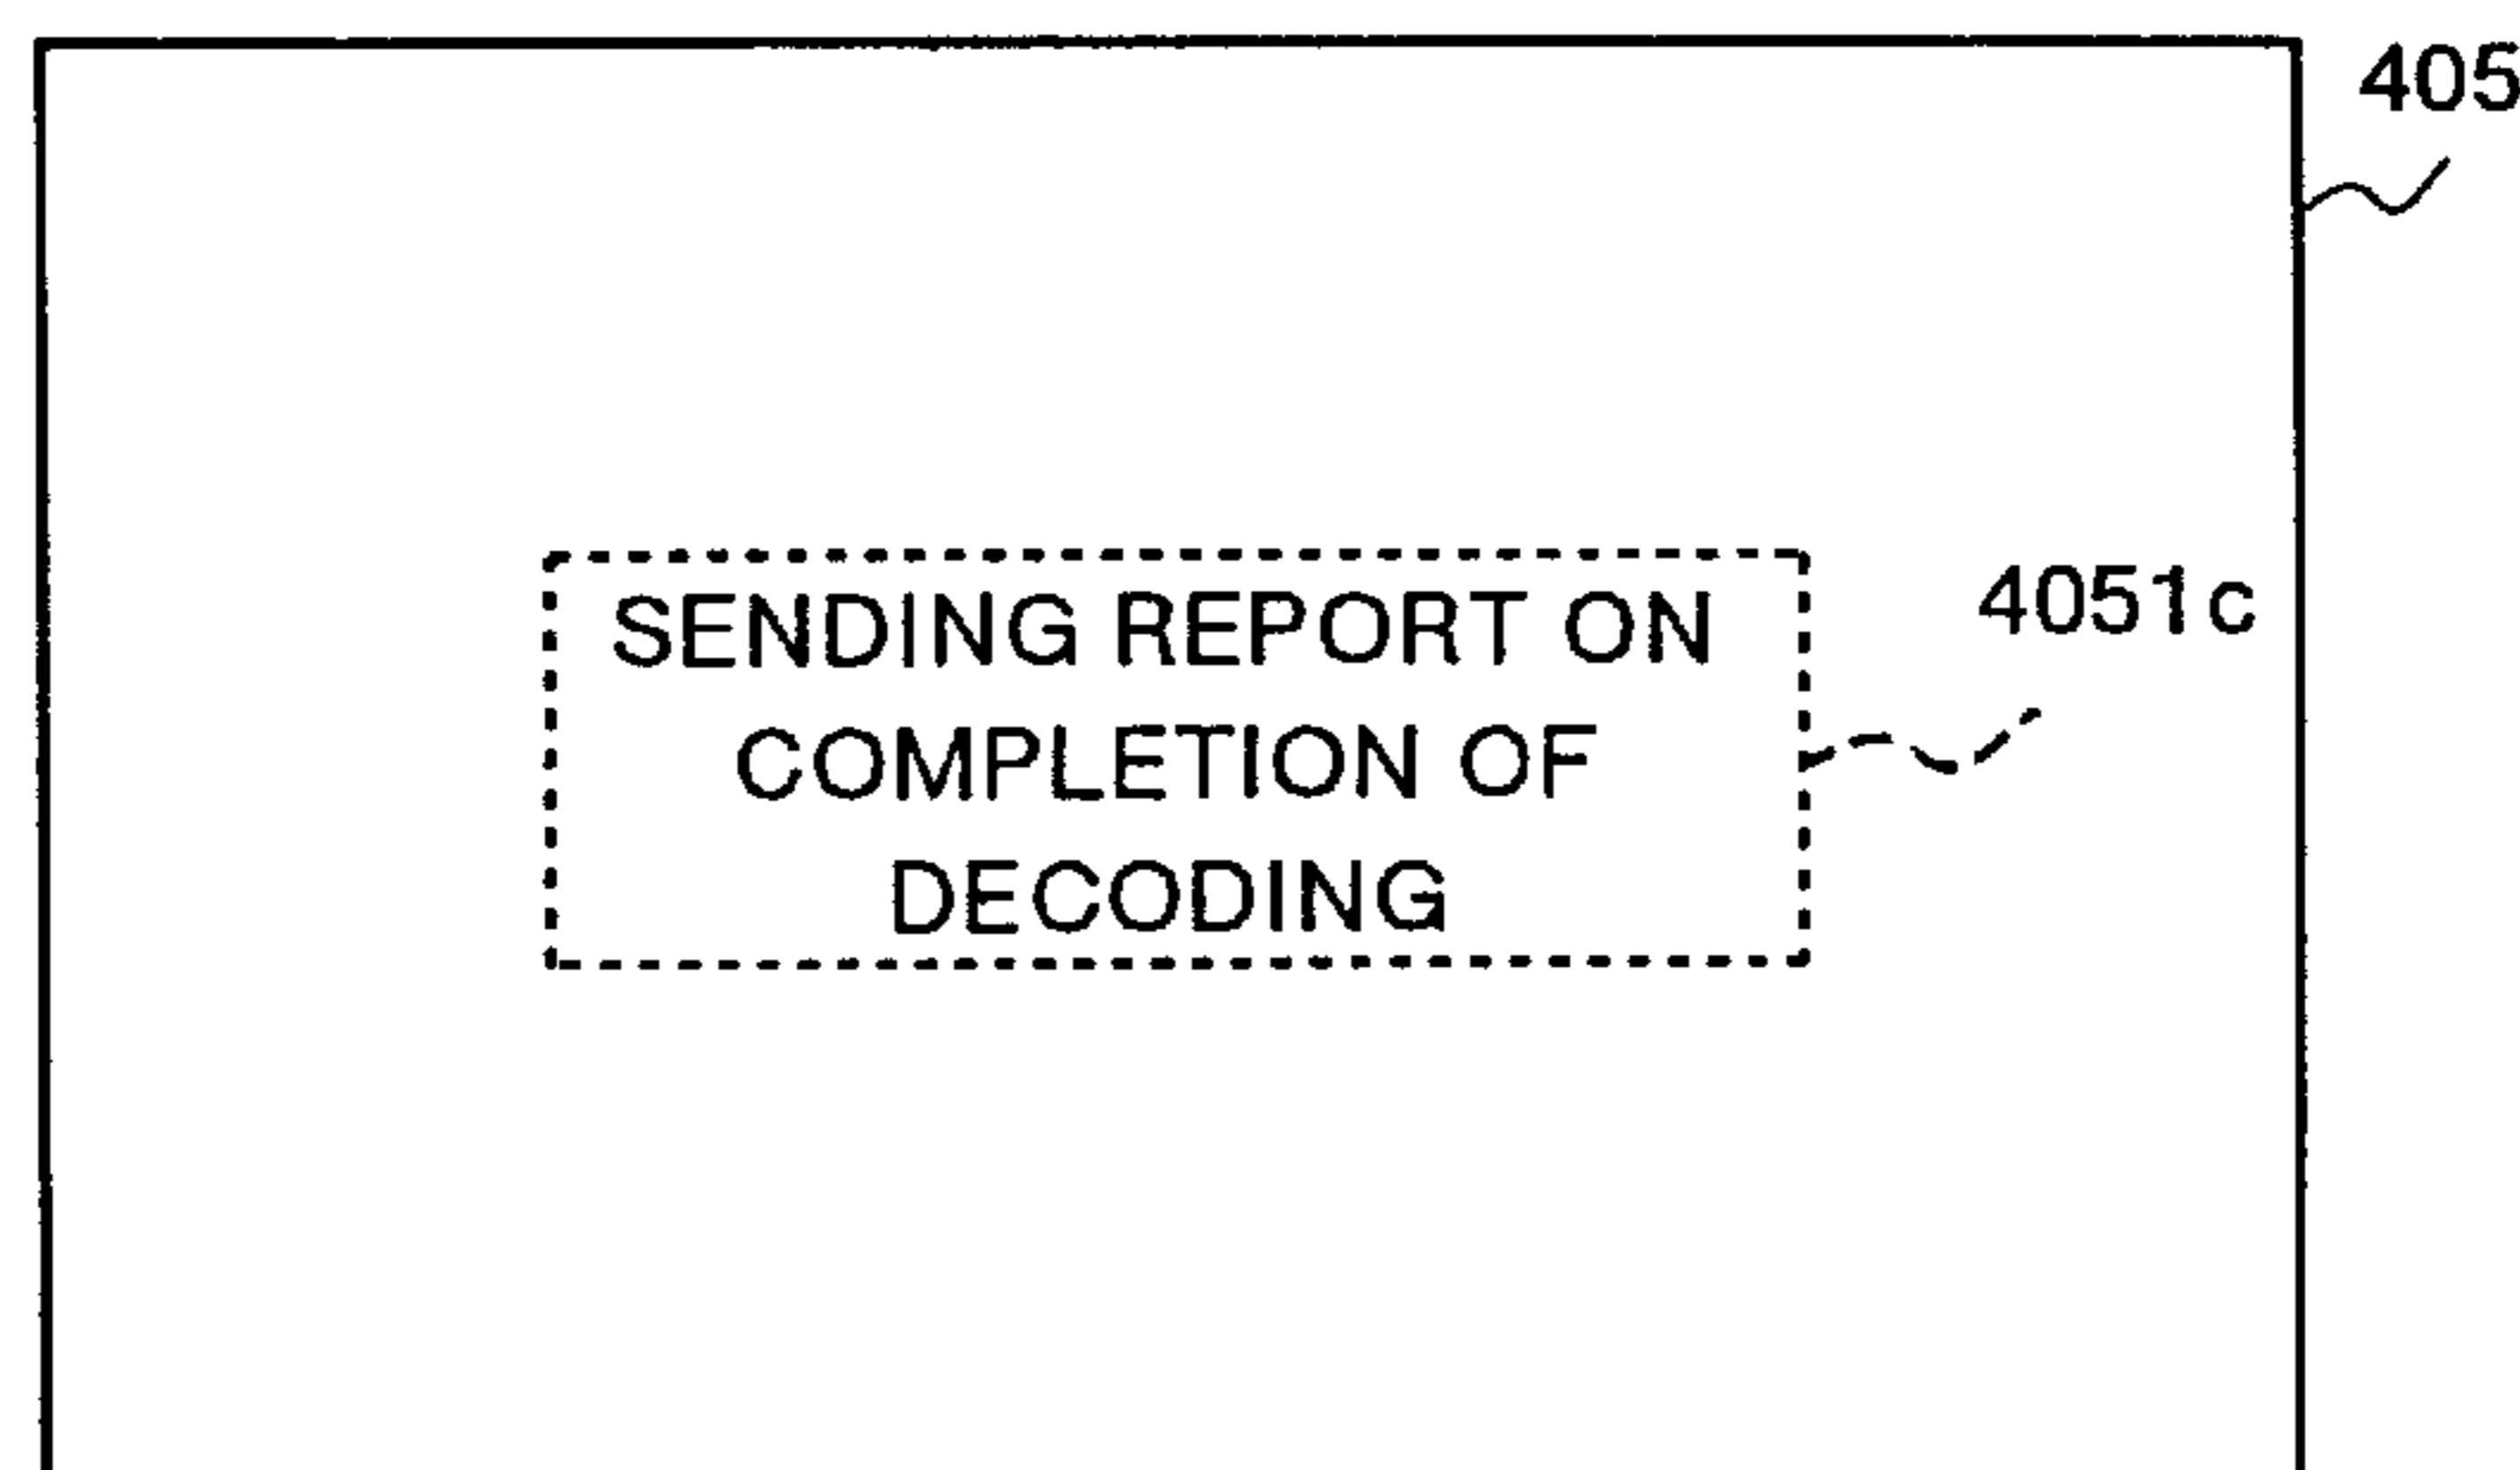 405
SENDING REPORT ON
COMPLETION OF
DECODING
4051c